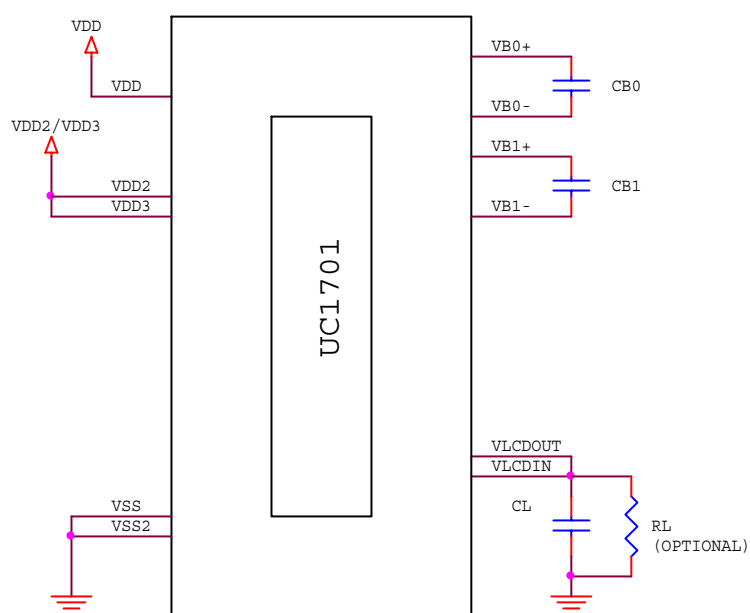 VDD
VDD
VDD2/VDD3
VDD2
VDD3
VSS
VSS2
UC1701
VB0+
VB0-
CB0
VB1+
VB1-
CB1
VLCDOUT
VLCDIN
CL
RL
(OPTIONAL)